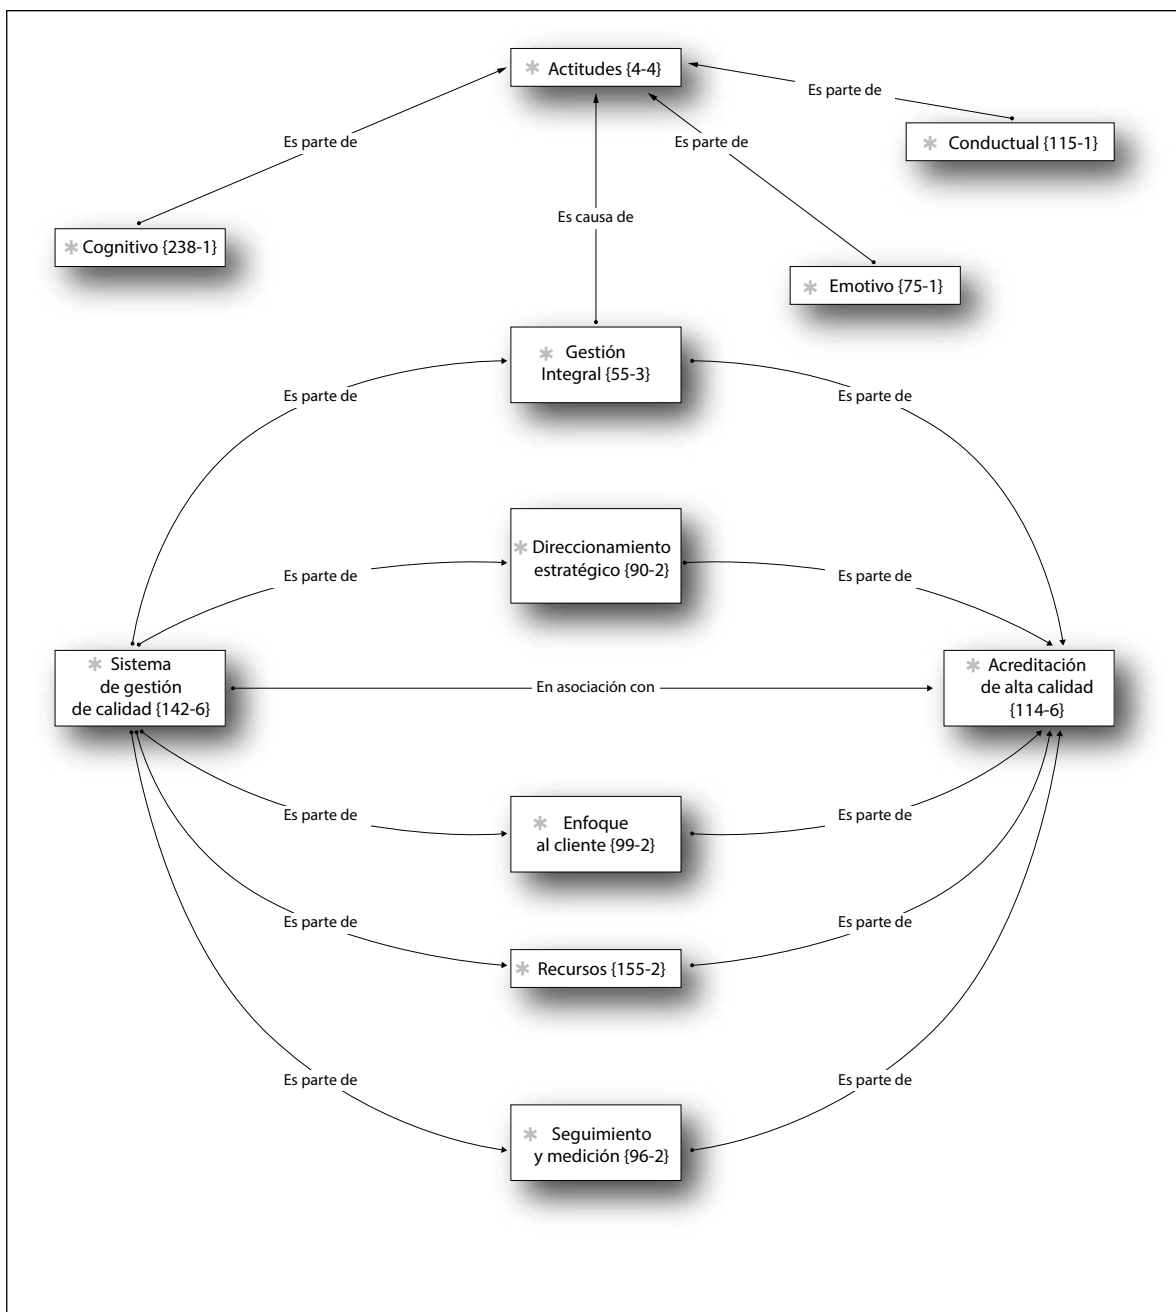 Actitudes {4-4}
Es parte de
Es parte de
Es parte de
Conductual {115-1}
Es causa de
Cognitivo {238-1}
Emotivo {75-1}
Gestión
Integral {55-3}
Es parte de
Es parte de
Direccionamiento
estratégico {90-2}
Es parte de
Es parte de
Sistema
de gestión
de calidad {142-6}
En asociación con
Acreditación
de alta calidad
{114-6}
Es parte de
Enfoque
al cliente {99-2}
Es parte de
Es parte de
Es parte de
Recursos {155-2}
Es parte de
Es parte de
Seguimiento
y medición {96-2}